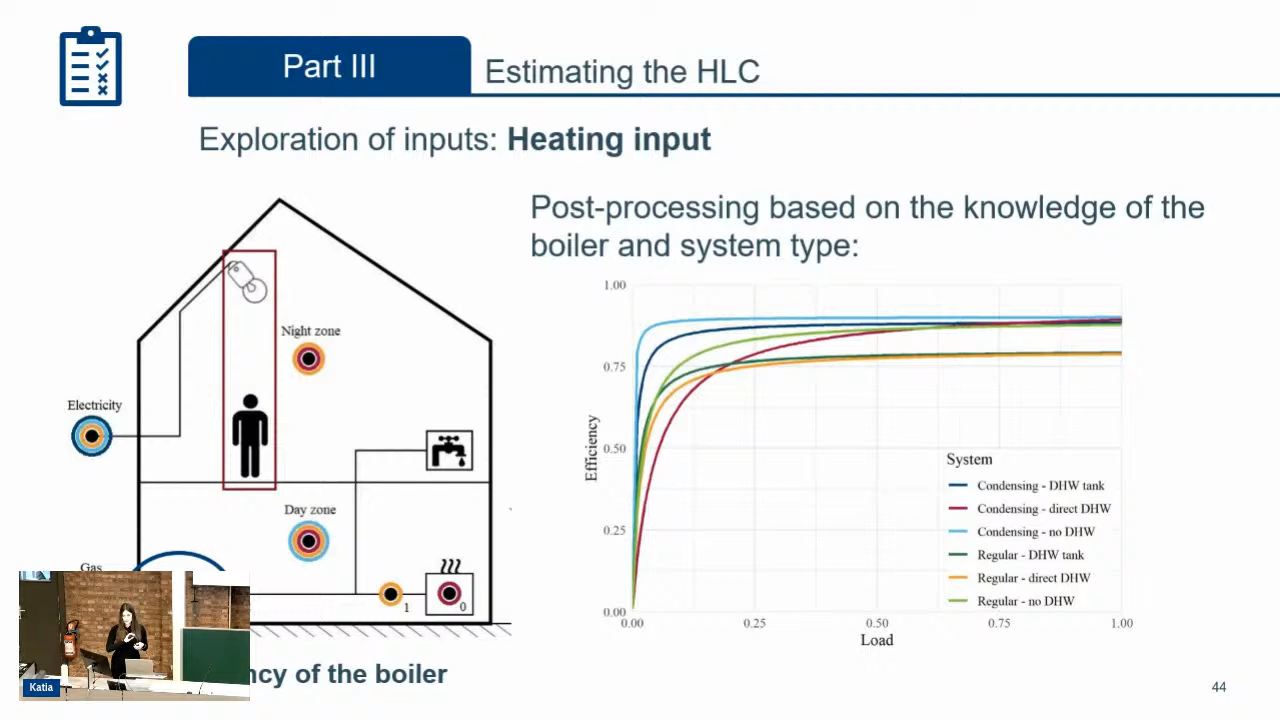 Part III
Estimating the HLC
Exploration of inputs: Heating input
Post-processing based on the knowledge of the
boiler and system type:
Night zone
Electricity
Day zone
Gas
1
0
ncy of the boiler
1.00
0.75
0.50
0.25
0.00
Efficiency
0.00 0.25 0.50 0.75 1.00
Load
System
Condensing - DHW tank
Condensing - direct DHW
Condensing - no DHW
Regular - DHW tank
Regular - direct DHW
Regular - no DHW
Katia
44